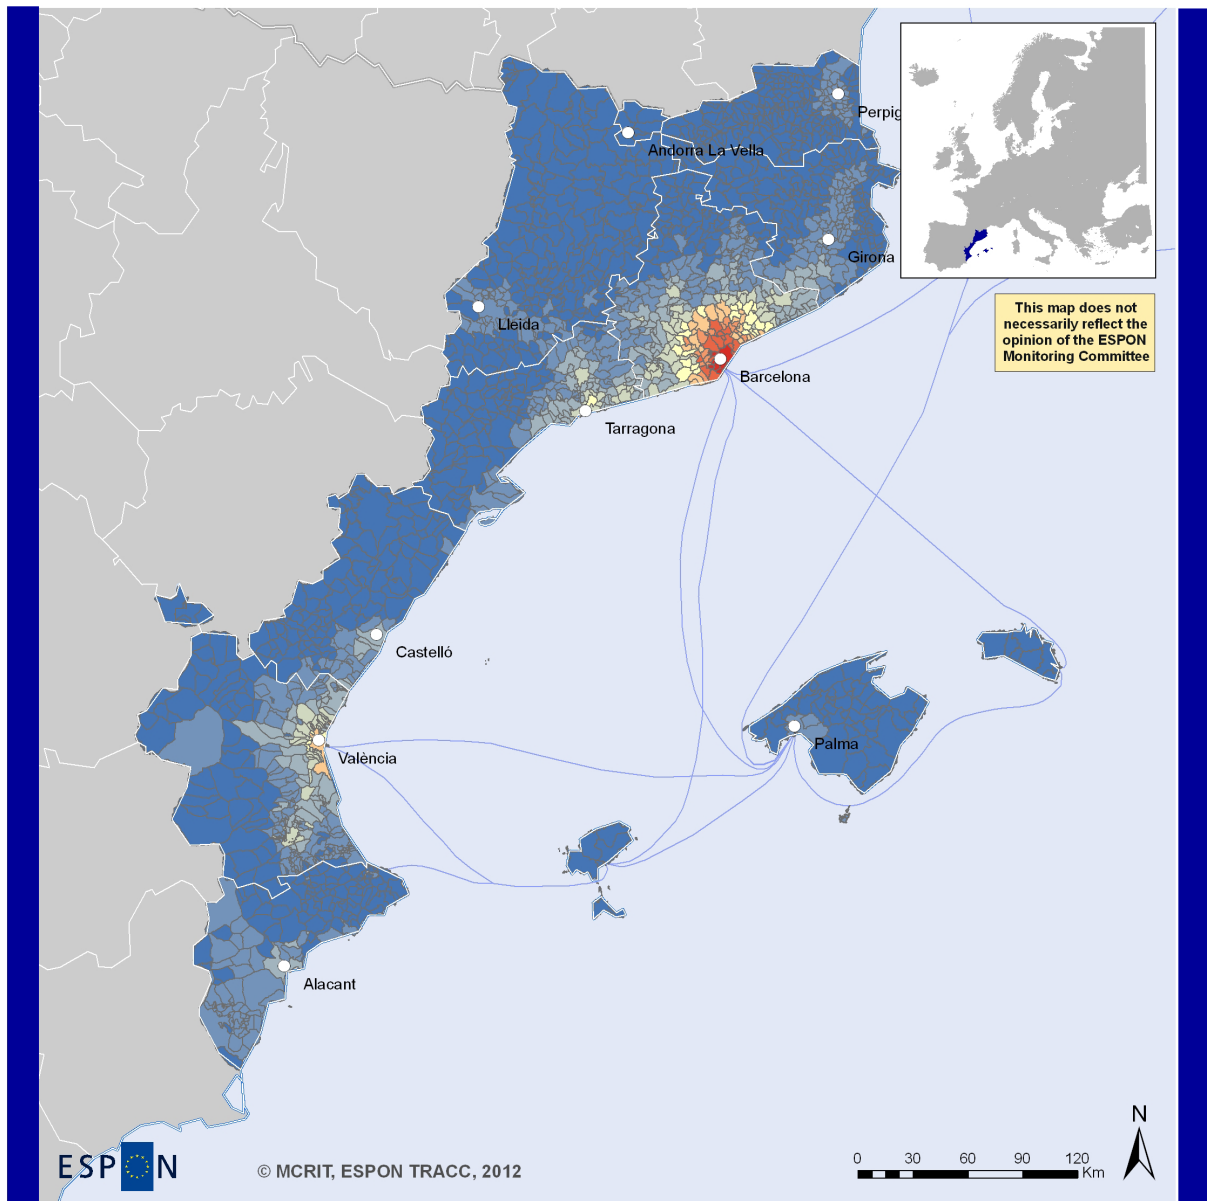 Perpig
Andorra La Vella
Girona
This map does not
necessarily reflect the
opinion of the ESPON
Monitoring Committee
Lleida
Barcelona
Tarragona
Castelló
Palma
València
Alacant
N
ESPON
© MCRIT, ESPON TRACC, 2012
0 30 60 90 120
Km